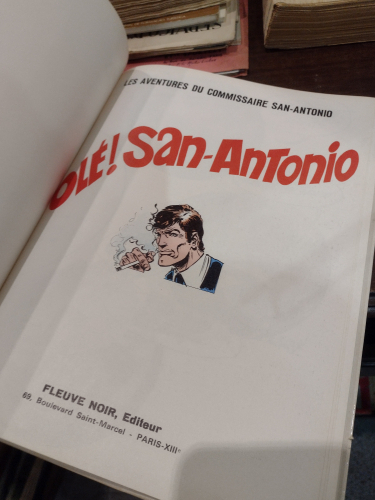 LES AVENTURES DU COMMISSAIRE SAN-ANTONIO
OLÉ! San-Antonio
FLEUVE NOIR, Editeur
69, Boulevard Saint-Marcel - PARIS-XIIIe